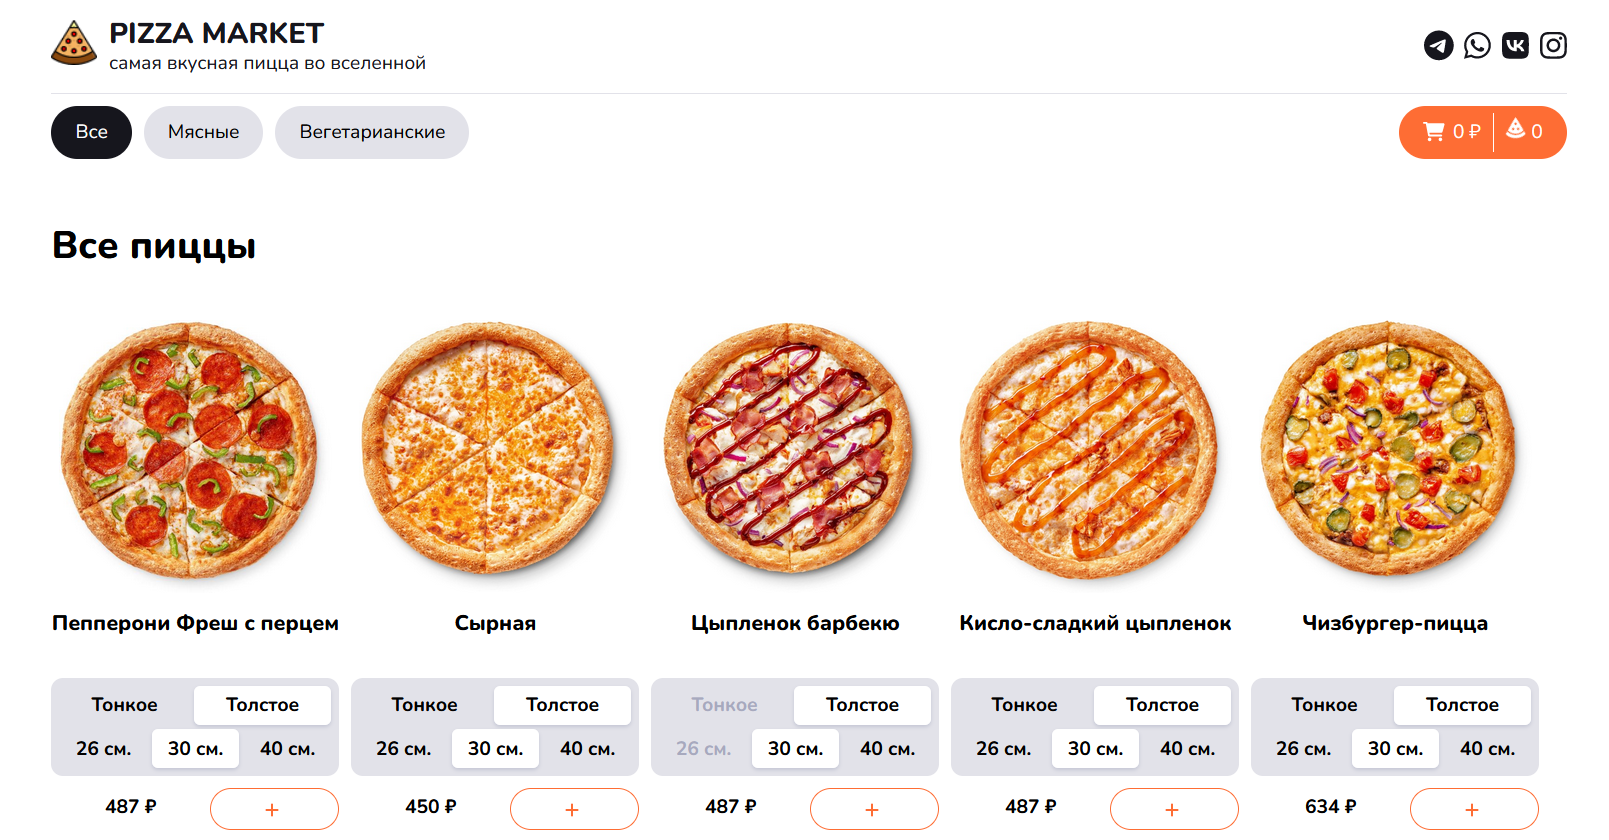 PIZZA MARKET
самая вкусная пицца во вселенной
Все Мясные Вегетарианские 0 ₽ 0
Все пиццы
Пепперони Фреш с перцем Сырная Цыпленок барбекю Кисло-сладкий цыпленок Чизбургер-пицца
Тонкое Толстое Тонкое Толстое Тонкое Толстое Тонкое Толстое Тонкое Толстое
26 см. 30 см. 40 см. 26 см. 30 см. 40 см. 26 см. 30 см. 40 см. 26 см. 30 см. 40 см. 26 см. 30 см. 40 см.
487 ₽ + 450 ₽ + 487 ₽ + 487 ₽ + 634 ₽ +